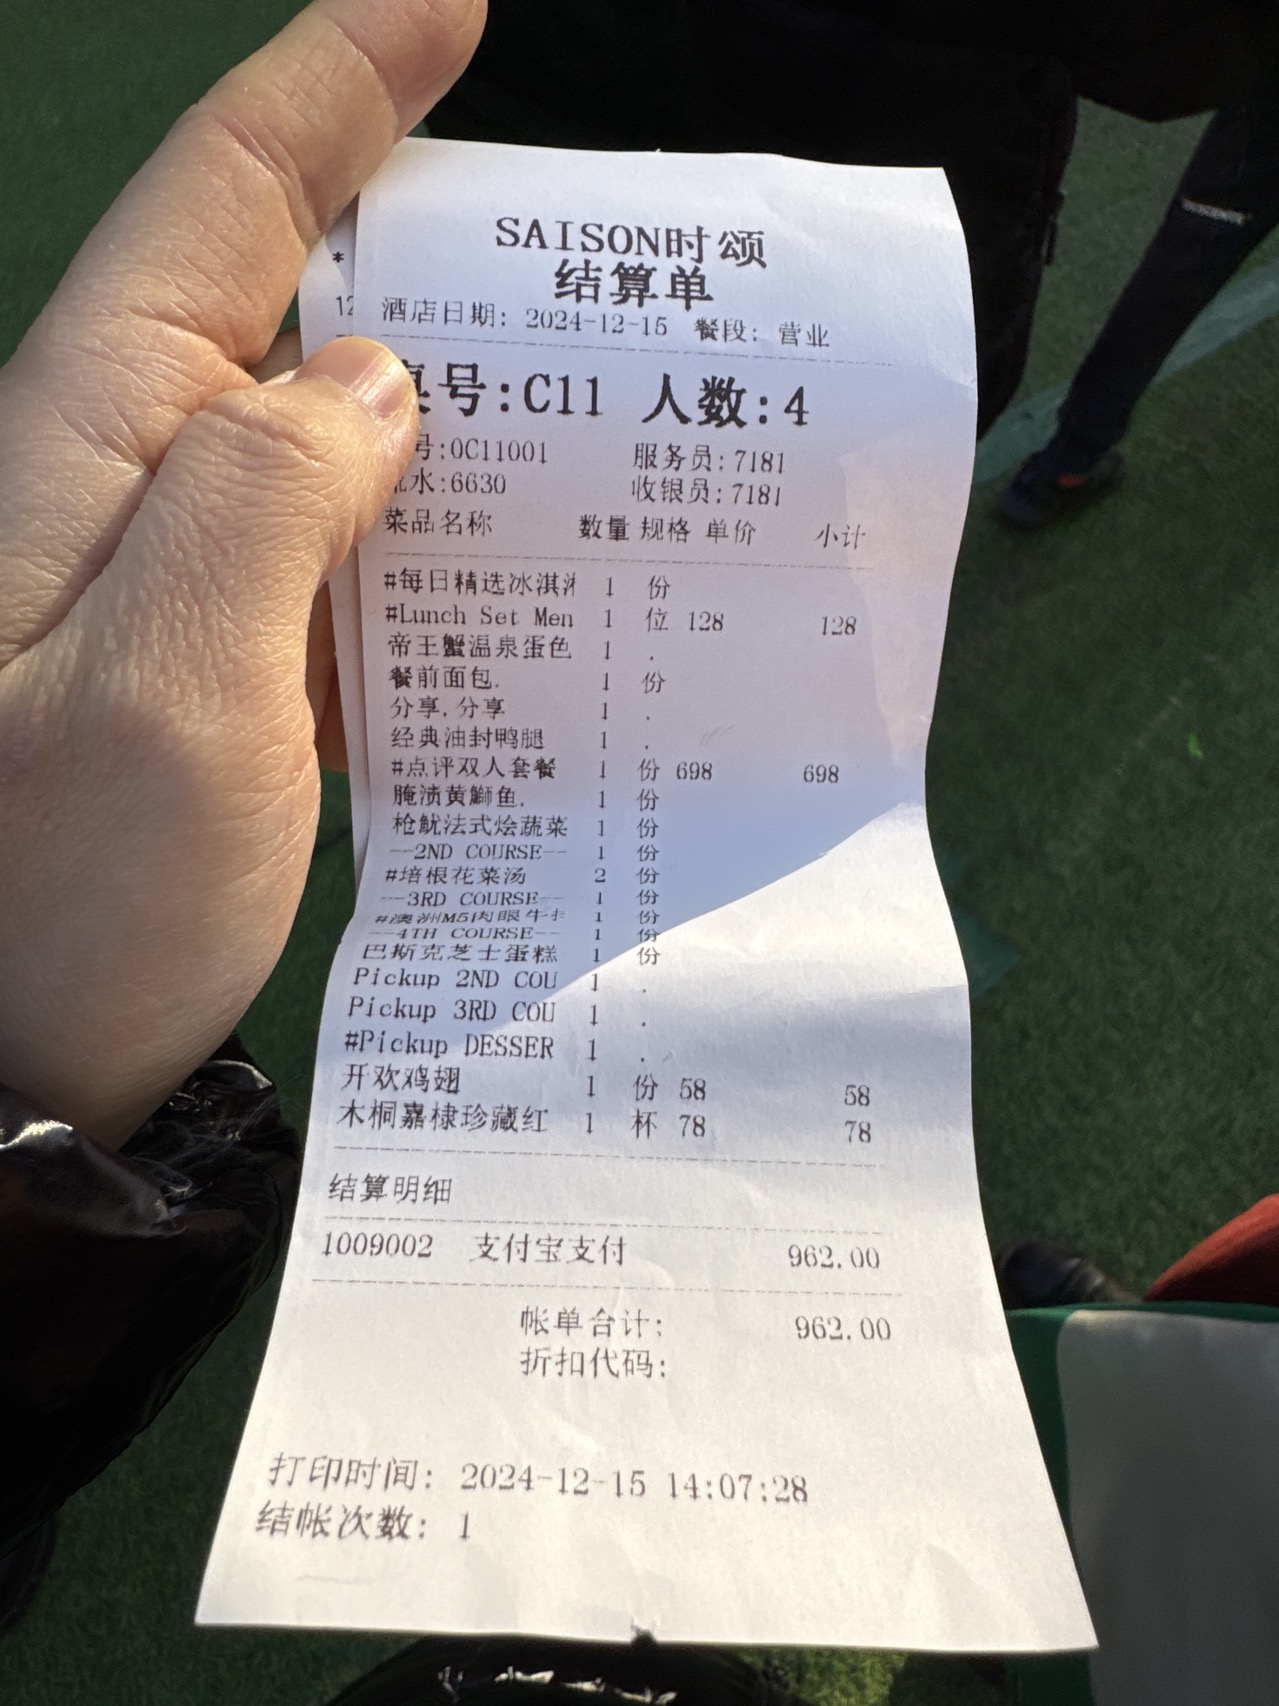 SAISON时颂
结算单
酒店日期: 2024-12-15 餐段: 营业
号:C11 人数:4
号:0C11001 服务员:7181
水:6630 收银员:7181
菜品名称 数量 规格 单价 小计
#每日精选冰淇 1 份
#Lunch Set Men 1 位 128 128
帝王蟹温泉蛋色 1 .
餐前面包. 1 份
分享.分享 1 .
经典油封鸭腿 1 .
#点评双人套餐 1 份 698 698
腌渍黄鰤鱼. 1 份
枪鱿法式烩蔬菜 1 份
--2ND COURSE-- 1 份
#培根花菜汤 2 份
--3RD COURSE-- 1 份
#澳洲M5肉眼牛 1 份
--4TH COURSE-- 1 份
巴斯克芝士蛋糕 1 份
Pickup 2ND COU 1 .
Pickup 3RD COU 1 .
#Pickup DESSER 1 .
开欢鸡翅 1 份 58 58
木桐嘉棣珍藏红 1 杯 78 78
结算明细
1009002 支付宝支付 962.00
帐单合计: 962.00
折扣代码:
打印时间: 2024-12-15 14:07:28
结帐次数: 1
*
12